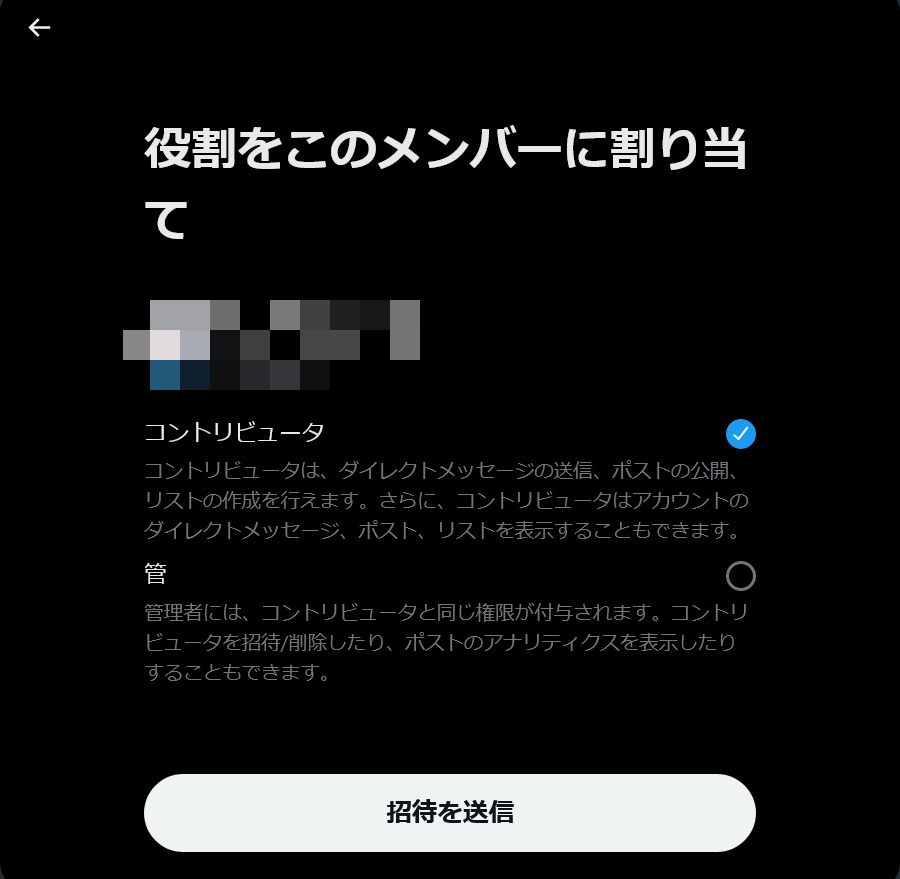 役割をこのメンバーに割り当
て
コントリビュータ
コントリビュータは、ダイレクトメッセージの送信、ポストの公開、
リストの作成を行えます。さらに、コントリビュータはアカウントの
ダイレクトメッセージ、ポスト、リストを表示することもできます。
管
管理者には、コントリビュータと同じ権限が付与されます。コントリ
ビュータを招待/削除したり、ポストのアナリティクスを表示したり
することもできます。
招待を送信